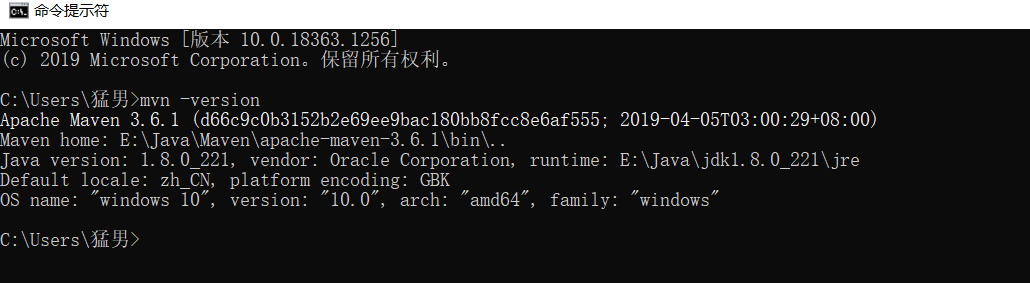 命令提示符
Microsoft Windows [版本 10.0.18363.1256]
(c) 2019 Microsoft Corporation。保留所有权利。
C:\Users\猛男>mvn -version
Apache Maven 3.6.1 (d66c9c0b3152b2e69ee9bac180bb8fcc8e6af555; 2019-04-05T03:00:29+08:00)
Maven home: E:\Java\Maven\apache-maven-3.6.1\bin\..
Java version: 1.8.0_221, vendor: Oracle Corporation, runtime: E:\Java\jdk1.8.0_221\jre
Default locale: zh_CN, platform encoding: GBK
OS name: "windows 10", version: "10.0", arch: "amd64", family: "windows"
C:\Users\猛男>